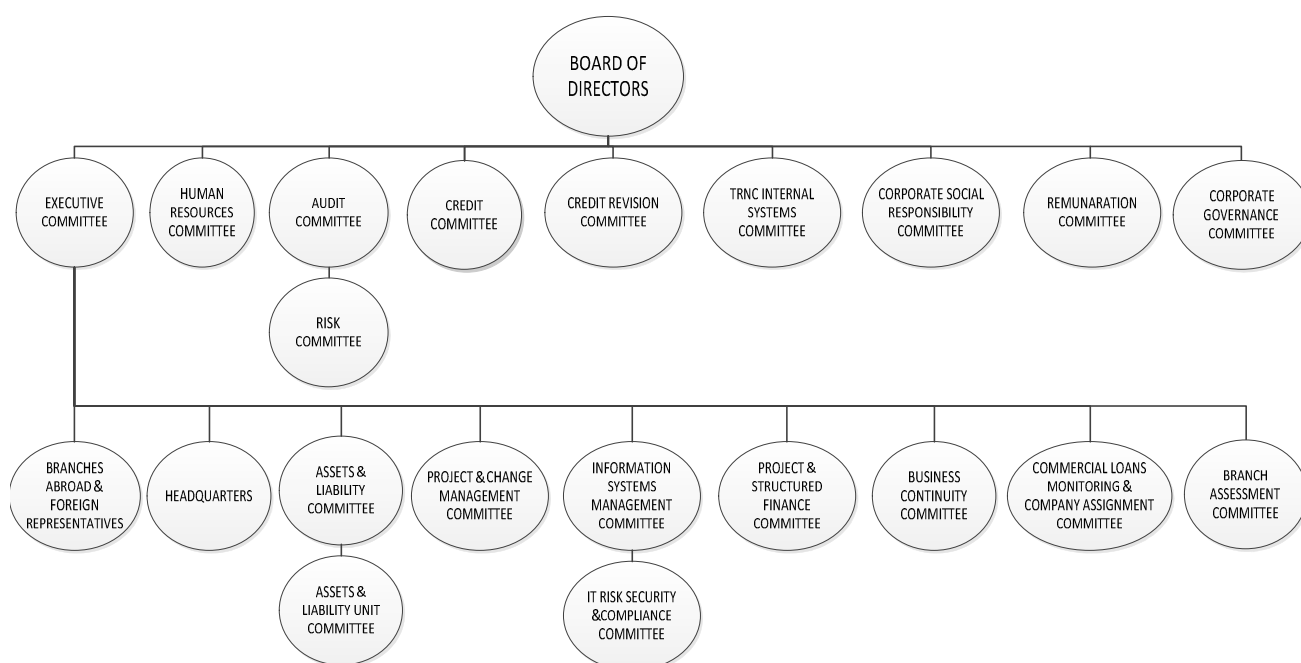 BOARD OF
DIRECTORS
EXECUTIVE
COMMITTEE
HUMAN
RESOURCES
COMMITTEE
AUDIT
COMMITTEE
CREDIT
COMMITTEE
CREDIT REVISION
COMMITTEE
TRNC INTERNAL
SYSTEMS
COMMITTEE
CORPORATE SOCIAL
RESPONSIBILITY
COMMITTEE
REMUNARATION
COMMITTEE
CORPORATE
GOVERNANCE
COMMITTEE
RISK
COMMITTEE
BRANCHES
ABROAD &
FOREIGN
REPRESENTATIVES
HEADQUARTERS
ASSETS &
LIABILITY
COMMITTEE
PROJECT & CHANGE
MANAGEMENT
COMMITTEE
INFORMATION
SYSTEMS
MANAGEMENT
COMMITTEE
PROJECT &
STRUCTURED
FINANCE
COMMITTEE
BUSINESS
CONTINUITY
COMMITTEE
COMMERCIAL LOANS
MONITORING &
COMPANY ASSIGNMENT
COMMITTEE
BRANCH
ASSESSMENT
COMMITTEE
ASSETS &
LIABILITY UNIT
COMMITTEE
IT RISK SECURITY
&COMPLIANCE
COMMITTEE